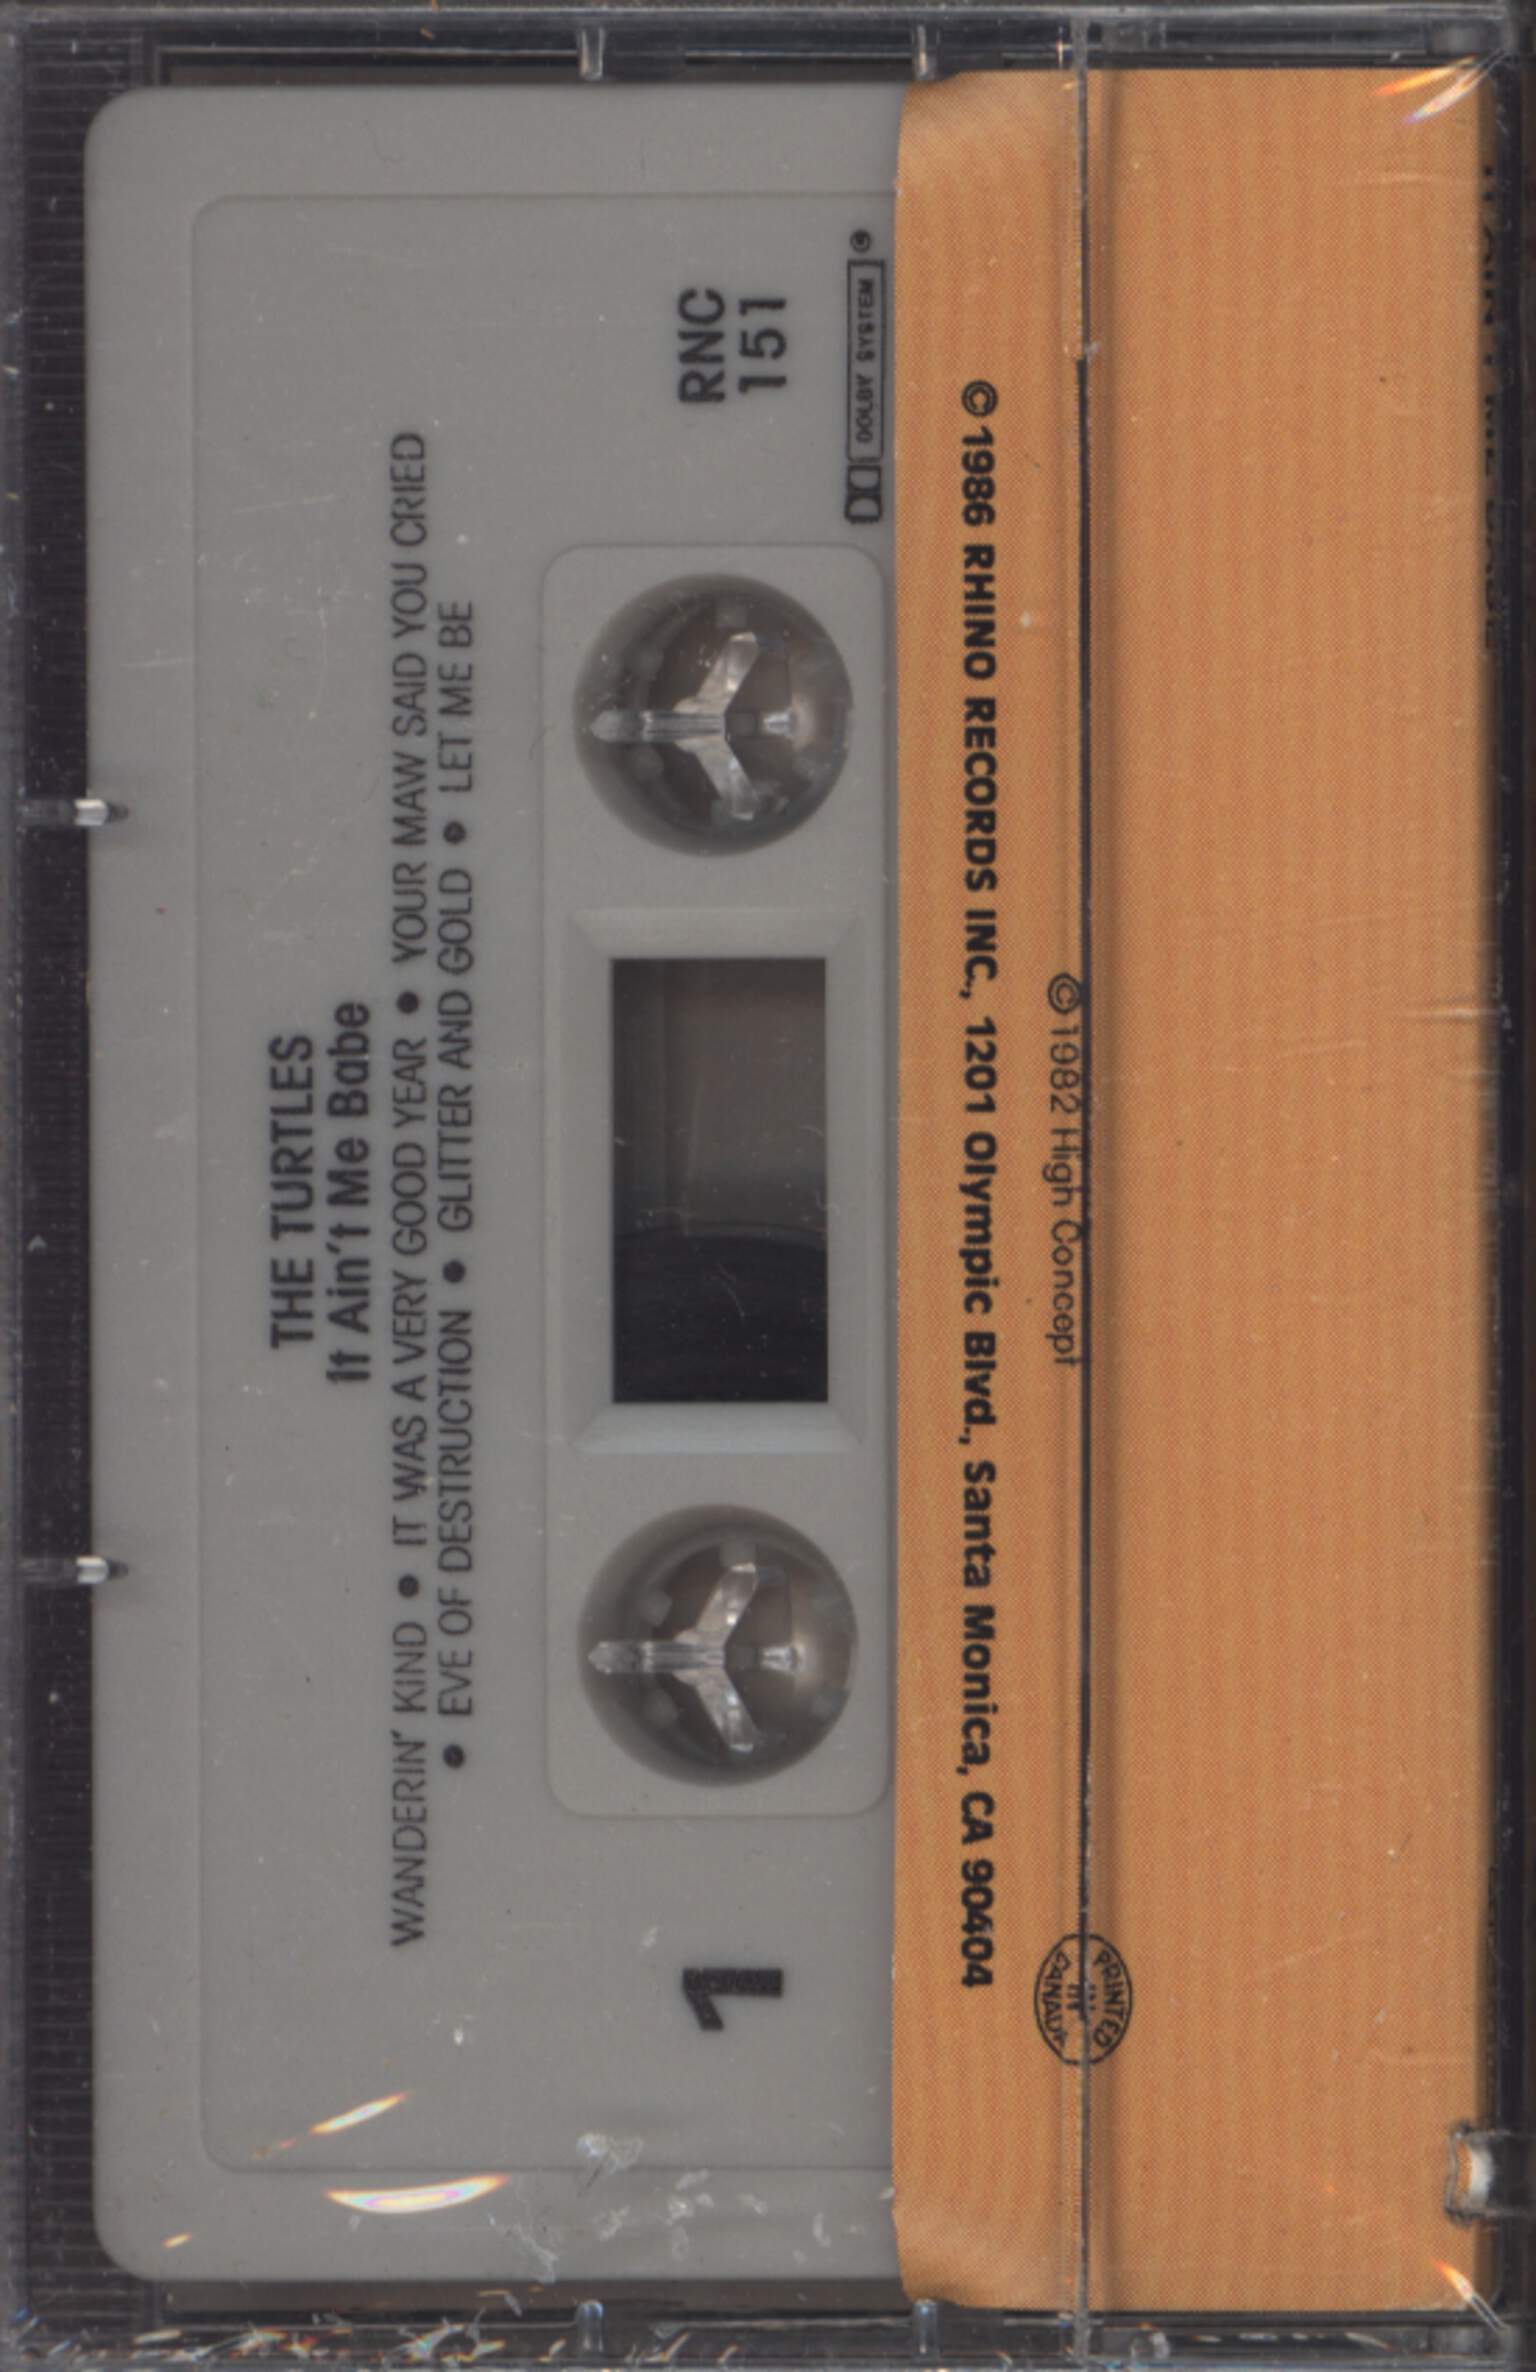 THE TURTLES
It Ain't Me Babe
WANDERIN' KIND • IT WAS A VERY GOOD YEAR • YOUR MAW SAID YOU CRIED
• EVE OF DESTRUCTION • GLITTER AND GOLD • LET ME BE
1
RNC
151
DOLBY SYSTEM ®
©1986 RHINO RECORDS INC., 1201 Olympic Blvd., Santa Monica, CA 90404
©1982 High Concept
PRINTED
IN
CANADA